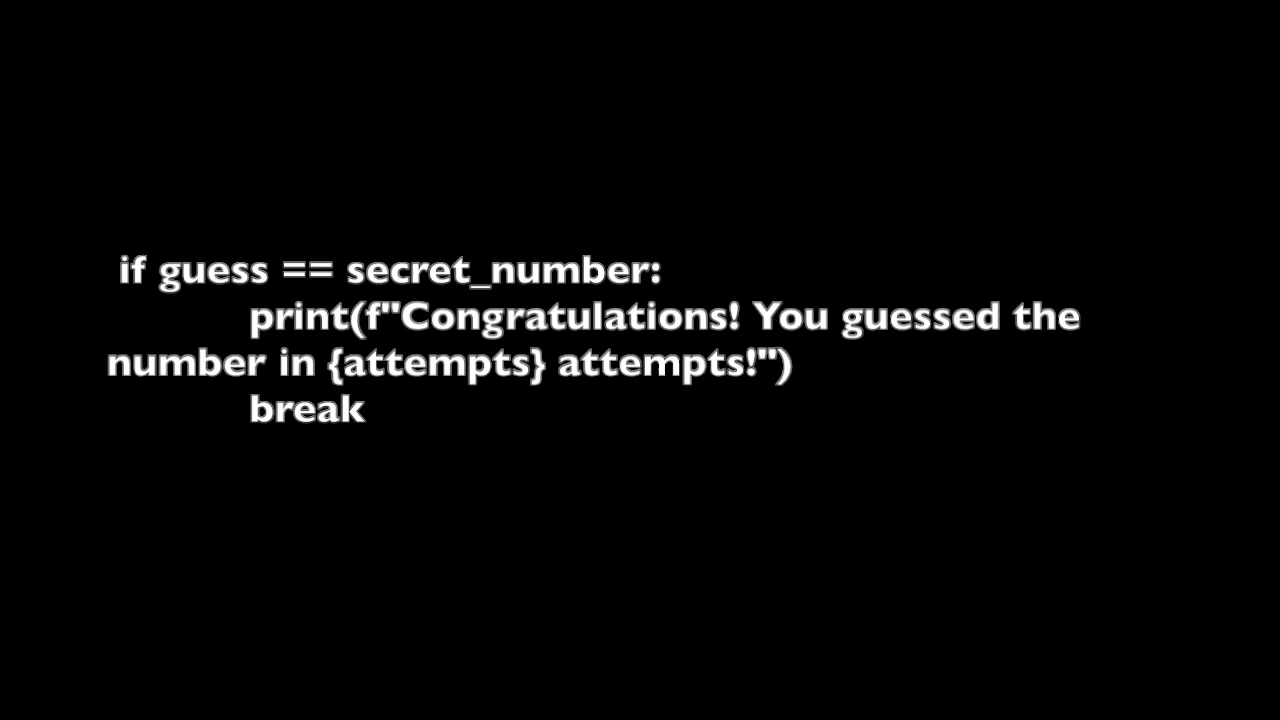 if guess == secret_number:
print(f"Congratulations! You guessed the
number in {attempts} attempts!")
break